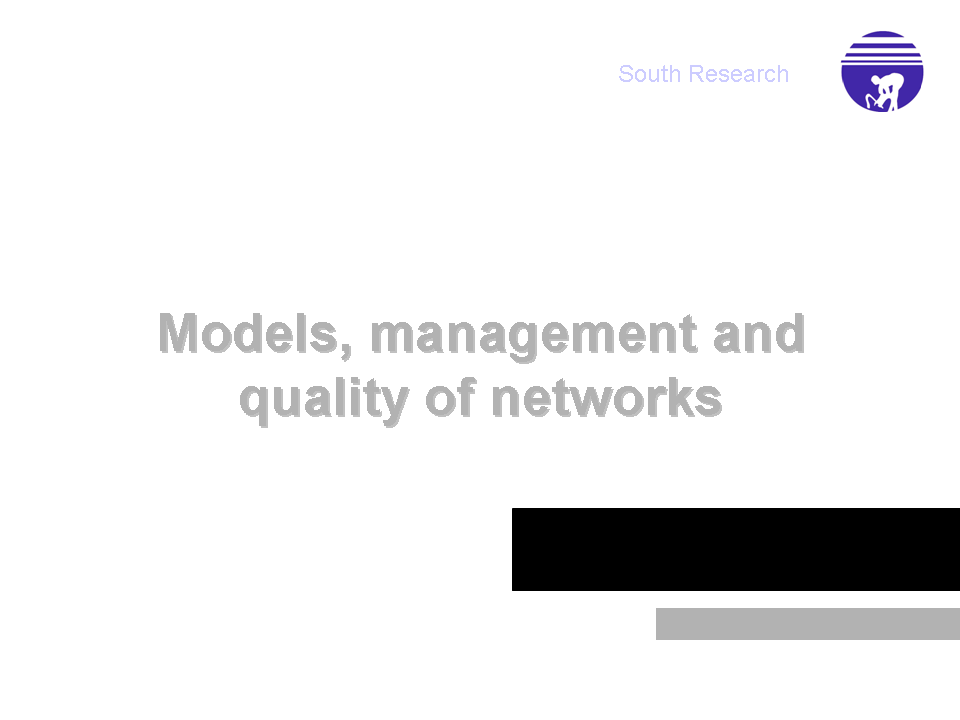 South Research
Models, management and
quality of networks